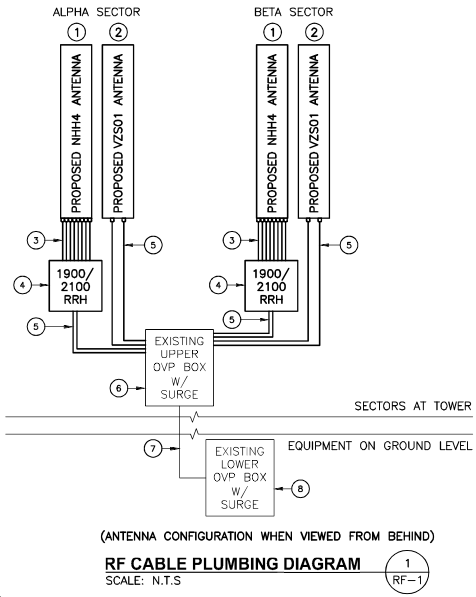 ALPHA SECTOR
BETA SECTOR
1
2
1
2
PROPOSED NHH4 ANTENNA
PROPOSED VZS01 ANTENNA
PROPOSED NHH4 ANTENNA
PROPOSED VZS01 ANTENNA
3
5
3
5
4
1900/
2100
RRH
4
1900/
2100
RRH
5
5
EXISTING
UPPER
OVP BOX
W/
SURGE
6
SECTORS AT TOWER
EQUIPMENT ON GROUND LEVEL
7
EXISTING
LOWER
OVP BOX
W/
SURGE
8
(ANTENNA CONFIGURATION WHEN VIEWED FROM BEHIND)
RF CABLE PLUMBING DIAGRAM
SCALE: N.T.S
1
RF-1